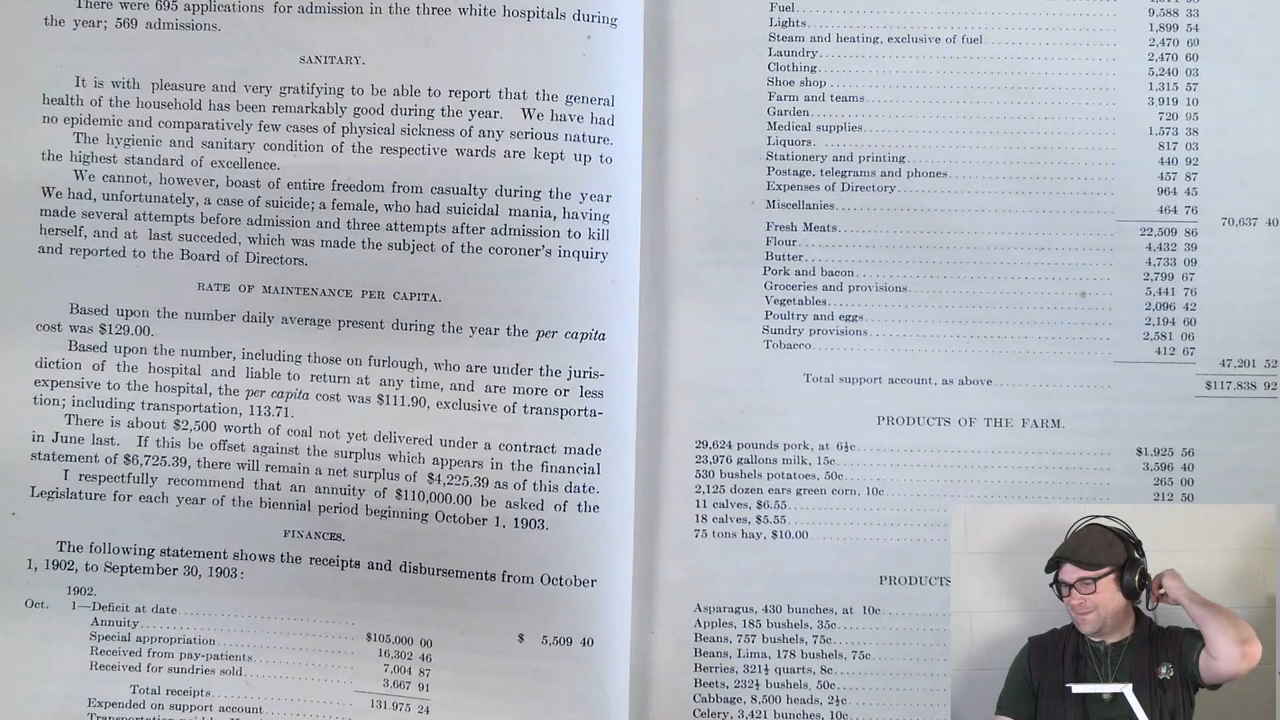 There were 695 applications for admission in the three white hospitals during
the year; 569 admissions.
SANITARY.
It is with pleasure and very gratifying to be able to report that the general
health of the household has been remarkably good during the year. We have had
no epidemic and comparatively few cases of physical sickness of any serious nature.
The hygienic and sanitary condition of the respective wards are kept up to
the highest standard of excellence.
We cannot, however, boast of entire freedom from casualty during the year
We had, unfortunately, a case of suicide; a female, who had suicidal mania, having
made several attempts before admission and three attempts after admission to kill
herself, and at last succeded, which was made the subject of the coroner's inquiry
and reported to the Board of Directors.
RATE OF MAINTENANCE PER CAPITA.
Based upon the number daily average present during the year the per capita
cost was $129.00.
Based upon the number, including those on furlough, who are under the juris-
diction of the hospital and liable to return at any time, and are more or less
expensive to the hospital, the per capita cost was $111.90, exclusive of transporta-
tion; including transportation, 113.71.
There is about $2,500 worth of coal not yet delivered under a contract made
in June last. If this be offset against the surplus which appears in the financial
statement of $6,725.39, there will remain a net surplus of $4,225.39 as of this date.
I respectfully recommend that an annuity of $110,000.00 be asked of the
Legislature for each year of the biennial period beginning October 1, 1903.
FINANCES.
The following statement shows the receipts and disbursements from October
1, 1902, to September 30, 1903:
1902.
Oct. 1—Deficit at date.......... $ 5,509 40
Annuity.......... $105,000 00
Special appropriation.......... 16,302 46
Received from pay-patients.......... 7,004 87
Received for sundries sold.......... 3,667 91
Total receipts.......... 131,975 24
Expended on support account..........
Fuel.......... 9,588 33
Lights.......... 1,899 54
Steam and heating, exclusive of fuel.......... 2,470 60
Laundry.......... 2,470 60
Clothing.......... 5,240 03
Shoe shop.......... 1,315 57
Farm and teams.......... 3,919 10
Garden.......... 720 95
Medical supplies.......... 1,573 38
Liquors.......... 817 03
Stationery and printing.......... 440 92
Postage, telegrams and phones.......... 457 87
Expenses of Directory.......... 964 45
Miscellanies.......... 464 76
70,637 40
Fresh Meats.......... 22,509 86
Flour.......... 4,432 39
Butter.......... 4,733 09
Pork and bacon.......... 2,799 67
Groceries and provisions.......... 5,441 76
Vegetables.......... 2,096 42
Poultry and eggs.......... 2,194 60
Sundry provisions.......... 2,581 06
Tobacco.......... 412 67
47,201 52
Total support account, as above.......... $117,838 92
PRODUCTS OF THE FARM.
29,624 pounds pork, at 6½c.......... $1,925 56
23,976 gallons milk, 15c.......... 3,596 40
530 bushels potatoes, 50c.......... 265 00
2,125 dozen ears green corn, 10c.......... 212 50
11 calves, $6.55..........
18 calves, $5.55..........
75 tons hay, $10.00..........
PRODUCTS
Asparagus, 430 bunches, at 10c..........
Apples, 185 bushels, 35c..........
Beans, 757 bushels, 75c..........
Beans, Lima, 178 bushels, 75c..........
Berries, 321½ quarts, 8c..........
Beets, 232½ bushels, 50c..........
Cabbage, 8,500 heads, 2½c..........
Celery, 3,421 bunches, 10c..........